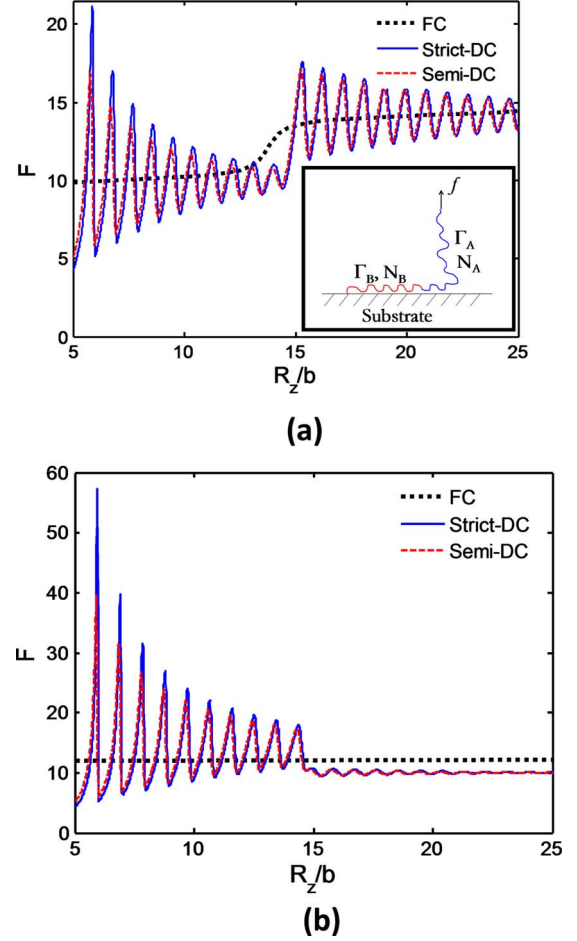 20
15
10
5
0
F
FC
Strict-DC
Semi-DC
f
Γ_A
N_A
Γ_B, N_B
Substrate
5 10 15 20 25
R_z/b
(a)
60
50
40
30
20
10
0
F
FC
Strict-DC
Semi-DC
5 10 15 20 25
R_z/b
(b)